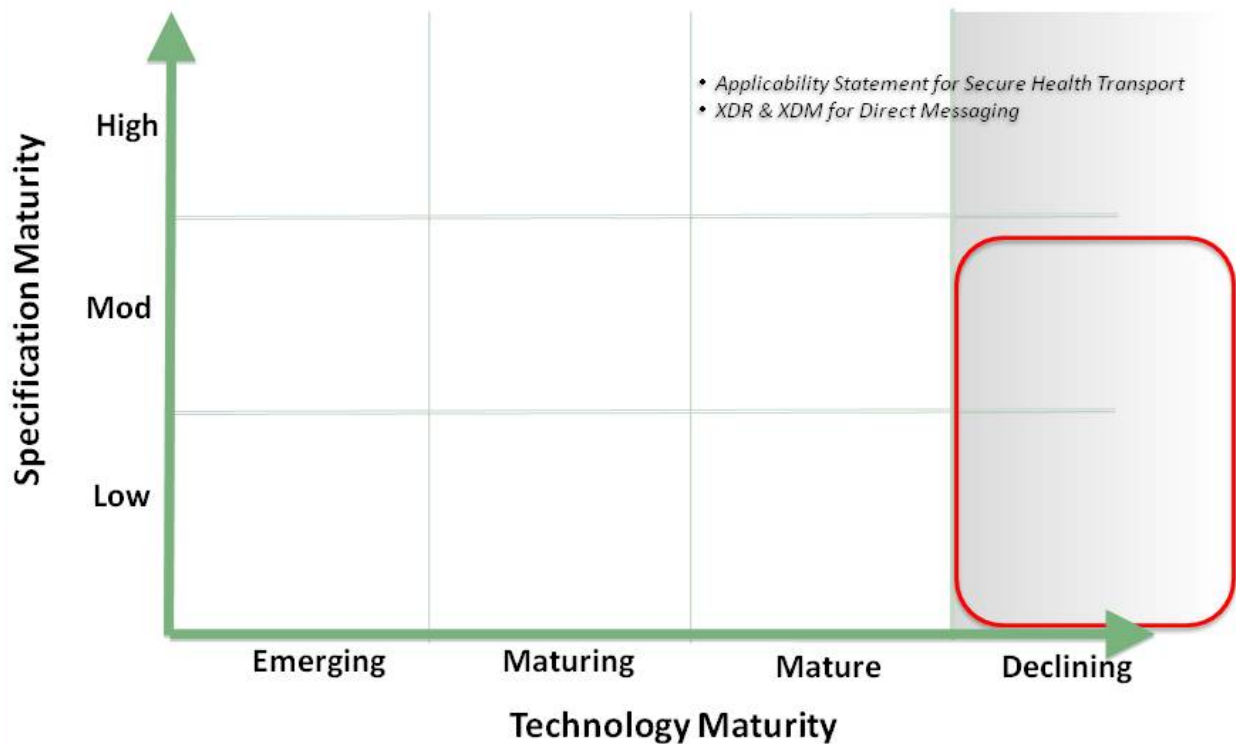 • Applicability Statement for Secure Health Transport
• XDR & XDM for Direct Messaging
High
Mod
Low
Specification Maturity
Emerging Maturing Mature Declining
Technology Maturity